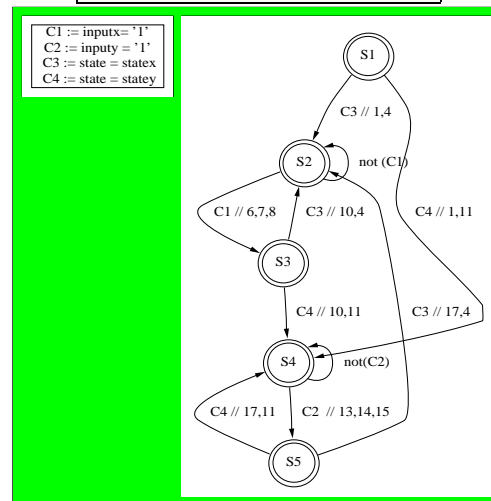 C1 := inputx= '1'
C2 := inputy = '1'
C3 := state = statex
C4 := state = statey
S1
C3 // 1,4
S2
not (C1)
C1 // 6,7,8
C3 // 10,4
C4 // 1,11
S3
C4 // 10,11
C3 // 17,4
S4
not(C2)
C4 // 17,11
C2 // 13,14,15
S5